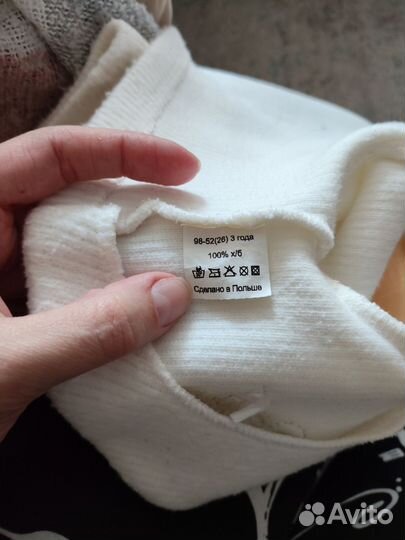 98-52(26) 3 года
100% х/б
Сделано в Польше
Avito